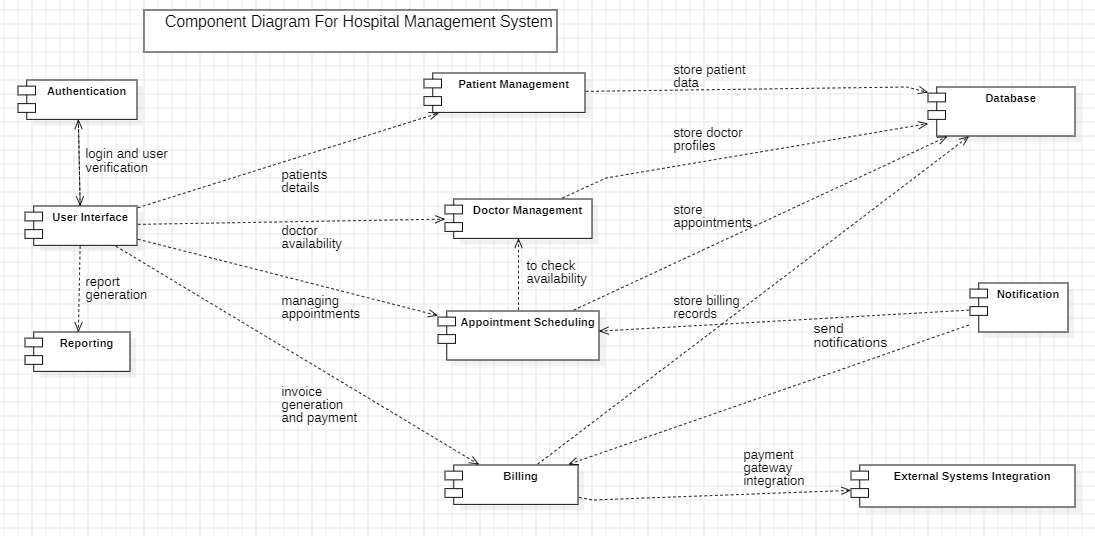 Component Diagram For Hospital Management System
Authentication
Patient Management
store patient
data
Database
login and user
verification
store doctor
profiles
patients
details
User Interface
doctor
availability
Doctor Management
store
appointments
report
generation
to check
availability
managing
appointments
Appointment Scheduling
store billing
records
Notification
send
notifications
Reporting
invoice
generation
and payment
Billing
payment
gateway
integration
External Systems Integration